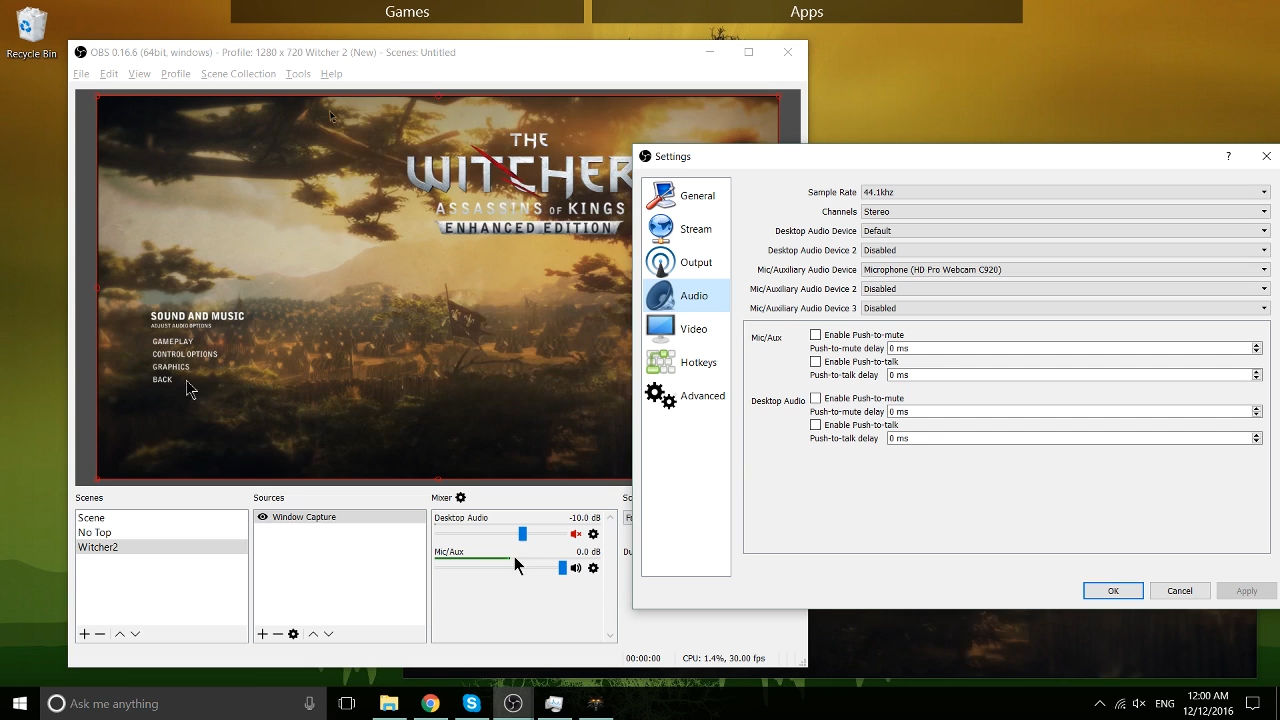 Games
Apps
Recycle Bin
OBS 0.16.6 (64bit, windows) - Profile: 1280 x 720 Witcher 2 (New) - Scenes: Untitled
File Edit View Profile Scene Collection Tools Help
THE
WITCHER
ASSASSINS OF KINGS
ENHANCED EDITION
SOUND AND MUSIC
ADJUST AUDIO OPTIONS
GAMEPLAY
CONTROL OPTIONS
GRAPHICS
BACK
Scenes
Scene
No Top
Witcher2
Sources
Window Capture
Mixer
Desktop Audio -10.0 dB
Mic/Aux 0.0 dB
00:00:00 CPU: 1.4%, 30.00 fps
Settings
?
General
Stream
Output
Audio
Video
Hotkeys
Advanced
Sample Rate 44.1khz
Channels Stereo
Desktop Audio Device Default
Desktop Audio Device 2 Disabled
Mic/Auxiliary Audio Device Microphone (HD Pro Webcam C920)
Mic/Auxiliary Audio Device 2 Disabled
Mic/Auxiliary Audio Device 3 Disabled
Mic/Aux
Enable Push-to-mute
Push-to-mute delay 0 ms
Enable Push-to-talk
Push-to-talk delay 0 ms
Desktop Audio
Enable Push-to-mute
Push-to-mute delay 0 ms
Enable Push-to-talk
Push-to-talk delay 0 ms
OK Cancel Apply
Ask me anything
ENG
12:00 AM
12/12/2016